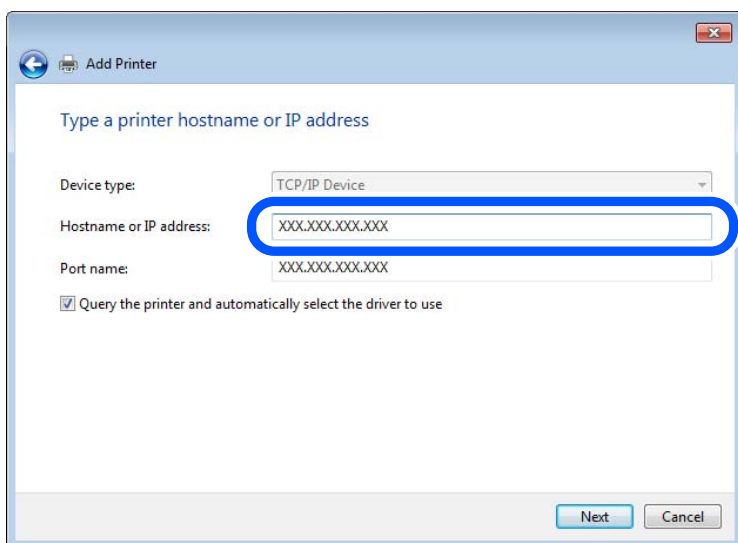 Add Printer
Type a printer hostname or IP address
Device type: TCP/IP Device
Hostname or IP address: XXX.XXX.XXX.XXX
Port name: XXX.XXX.XXX.XXX
Query the printer and automatically select the driver to use
Next Cancel